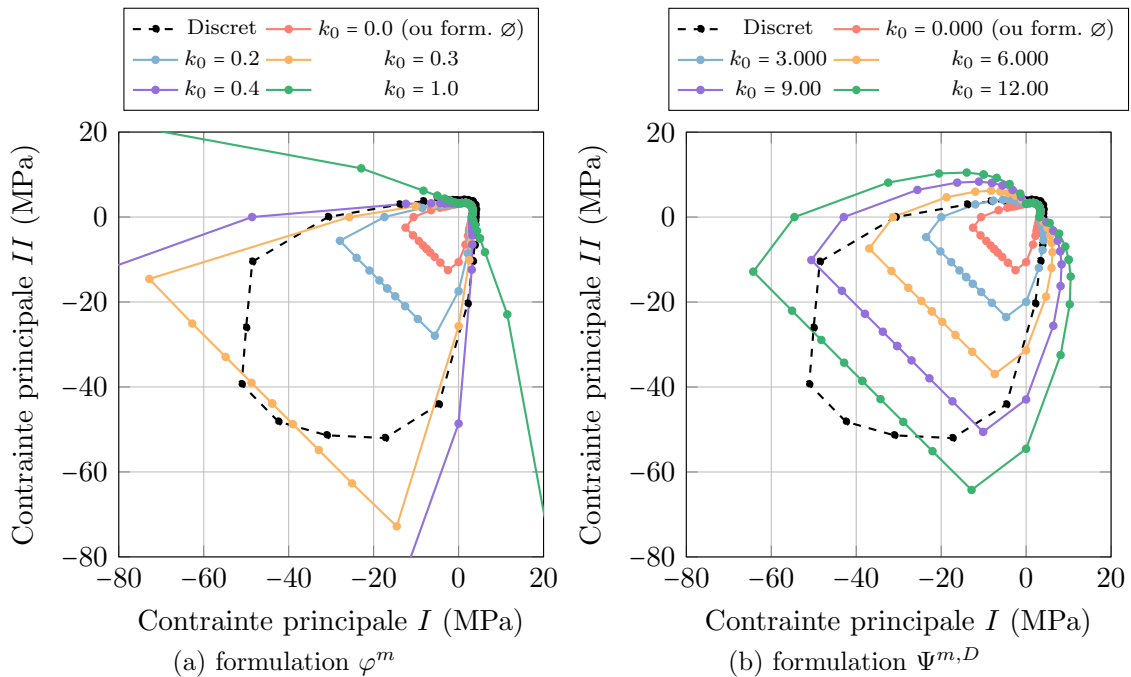 Discret k₀ = 0.0 (ou form. ∅)
k₀ = 0.2 k₀ = 0.3
k₀ = 0.4 k₀ = 1.0
20
0
−20
−40
−60
−80
−80 −60 −40 −20 0 20
Contrainte principale II (MPa)
Contrainte principale I (MPa)
(a) formulation φᵐ
Discret k₀ = 0.000 (ou form. ∅)
k₀ = 3.000 k₀ = 6.000
k₀ = 9.00 k₀ = 12.00
20
0
−20
−40
−60
−80
−80 −60 −40 −20 0 20
Contrainte principale II (MPa)
Contrainte principale I (MPa)
(b) formulation Ψᵐ,ᴰ